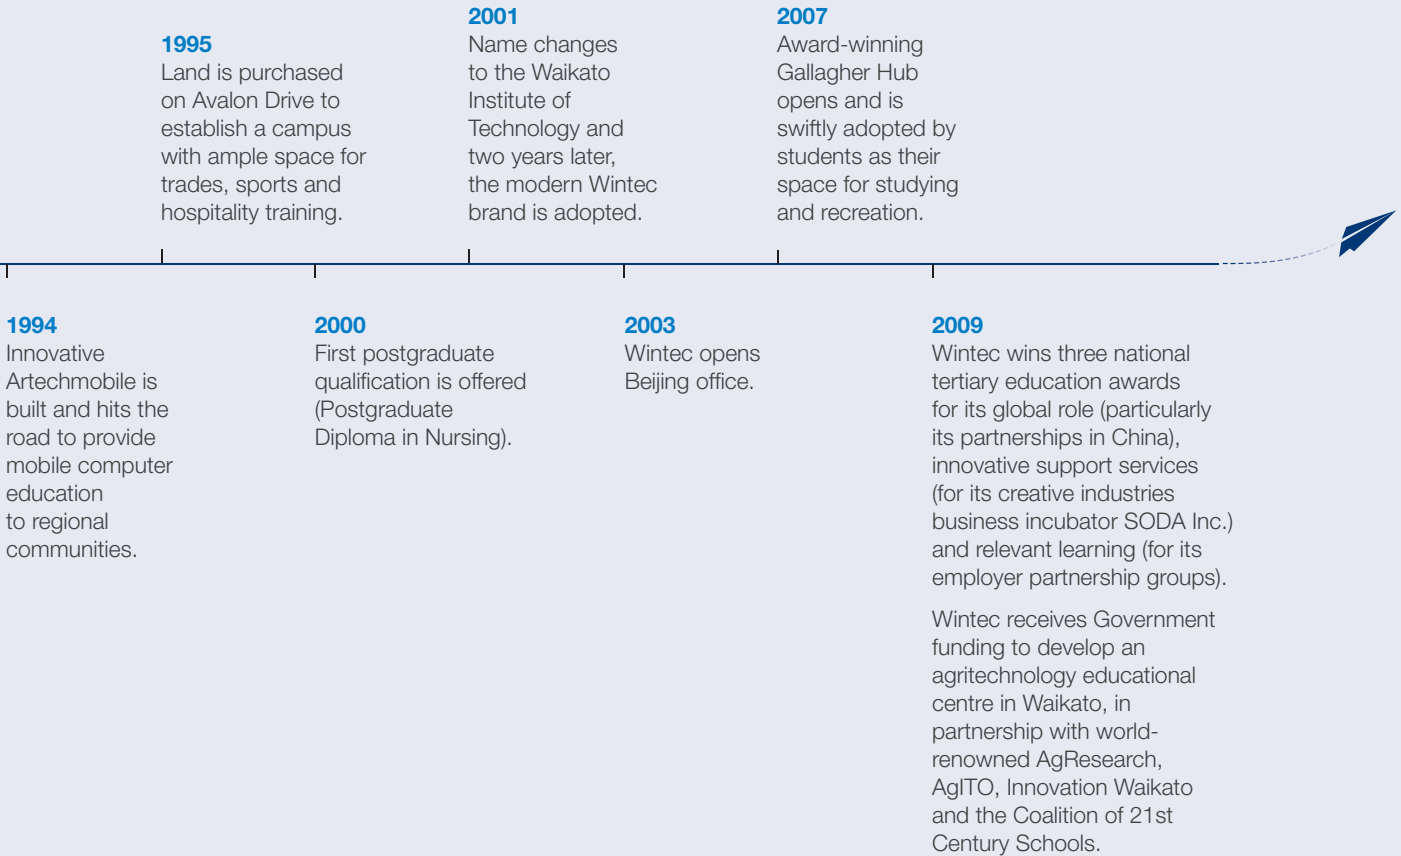 1995
Land is purchased
on Avalon Drive to
establish a campus
with ample space for
trades, sports and
hospitality training.
2001
Name changes
to the Waikato
Institute of
Technology and
two years later,
the modern Wintec
brand is adopted.
2007
Award-winning
Gallagher Hub
opens and is
swiftly adopted by
students as their
space for studying
and recreation.
1994
Innovative
Artechmobile is
built and hits the
road to provide
mobile computer
education
to regional
communities.
2000
First postgraduate
qualification is offered
(Postgraduate
Diploma in Nursing).
2003
Wintec opens
Beijing office.
2009
Wintec wins three national
tertiary education awards
for its global role (particularly
its partnerships in China),
innovative support services
(for its creative industries
business incubator SODA Inc.)
and relevant learning (for its
employer partnership groups).
Wintec receives Government
funding to develop an
agritechnology educational
centre in Waikato, in
partnership with world-
renowned AgResearch,
AgITO, Innovation Waikato
and the Coalition of 21st
Century Schools.